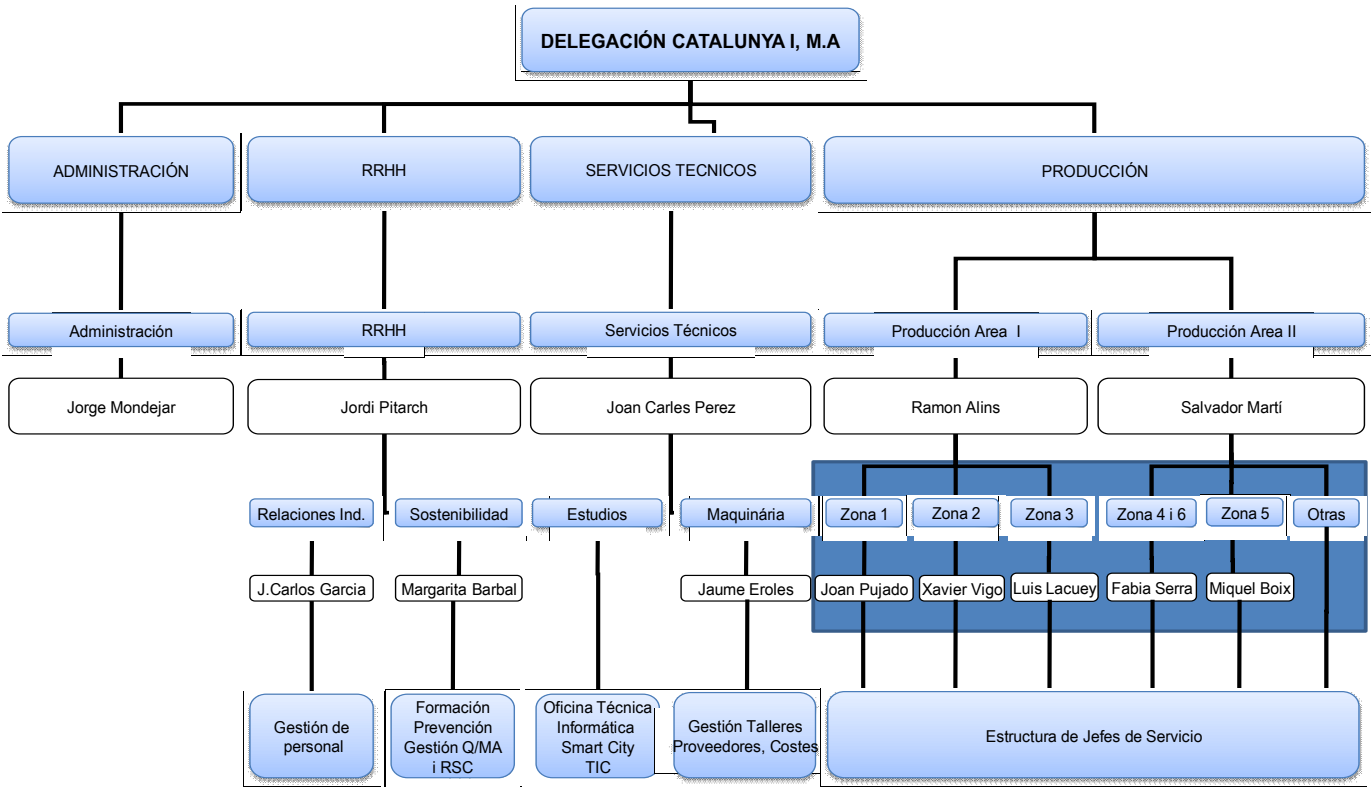 DELEGACIÓN CATALUNYA I, M.A
ADMINISTRACIÓN
RRHH
SERVICIOS TECNICOS
PRODUCCIÓN
Administración
RRHH
Servicios Técnicos
Producción Area I
Producción Area II
Jorge Mondejar
Jordi Pitarch
Joan Carles Perez
Ramon Alins
Salvador Martí
Relaciones Ind.
Sostenibilidad
Estudios
Maquinária
Zona 1
Zona 2
Zona 3
Zona 4 i 6
Zona 5
Otras
J.Carlos Garcia
Margarita Barbal
Jaume Eroles
Joan Pujado
Xavier Vigo
Luis Lacuey
Fabia Serra
Miquel Boix
Gestión de
personal
Formación
Prevención
Gestión Q/MA
i RSC
Oficina Técnica
Informática
Smart City
TIC
Gestión Talleres
Proveedores, Costes
Estructura de Jefes de Servicio